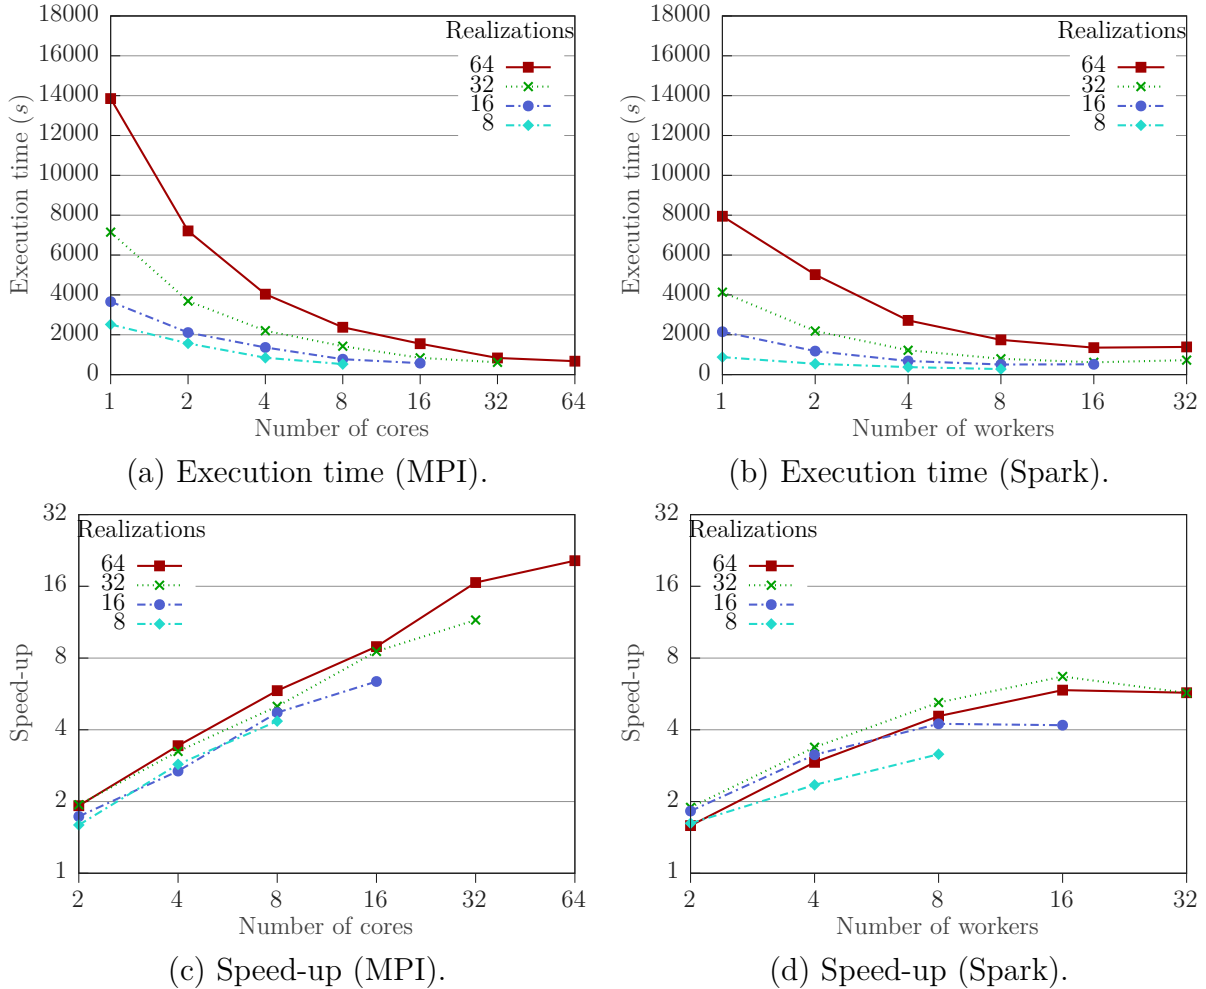 18000
16000
14000
12000
10000
8000
6000
4000
2000
0
Execution time (s)
Realizations
64
32
16
8
1 2 4 8 16 32 64
Number of cores
(a) Execution time (MPI).
18000
16000
14000
12000
10000
8000
6000
4000
2000
0
Execution time (s)
Realizations
64
32
16
8
1 2 4 8 16 32
Number of workers
(b) Execution time (Spark).
32
16
8
4
2
1
Speed-up
Realizations
64
32
16
8
2 4 8 16 32 64
Number of cores
(c) Speed-up (MPI).
32
16
8
4
2
1
Speed-up
Realizations
64
32
16
8
2 4 8 16 32
Number of workers
(d) Speed-up (Spark).